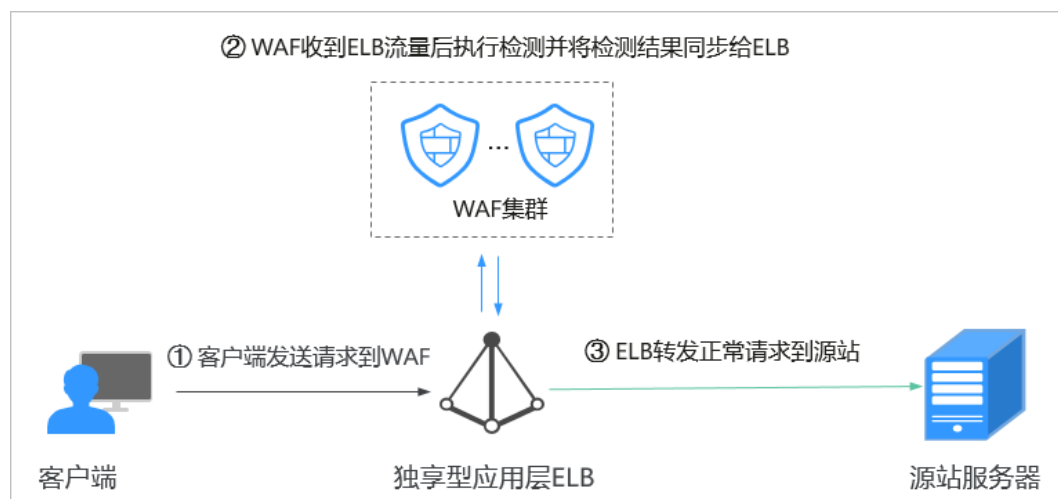 ② WAF收到ELB流量后执行检测并将检测结果同步给ELB
...
WAF集群
① 客户端发送请求到WAF
③ ELB转发正常请求到源站
客户端
独享型应用层ELB
源站服务器